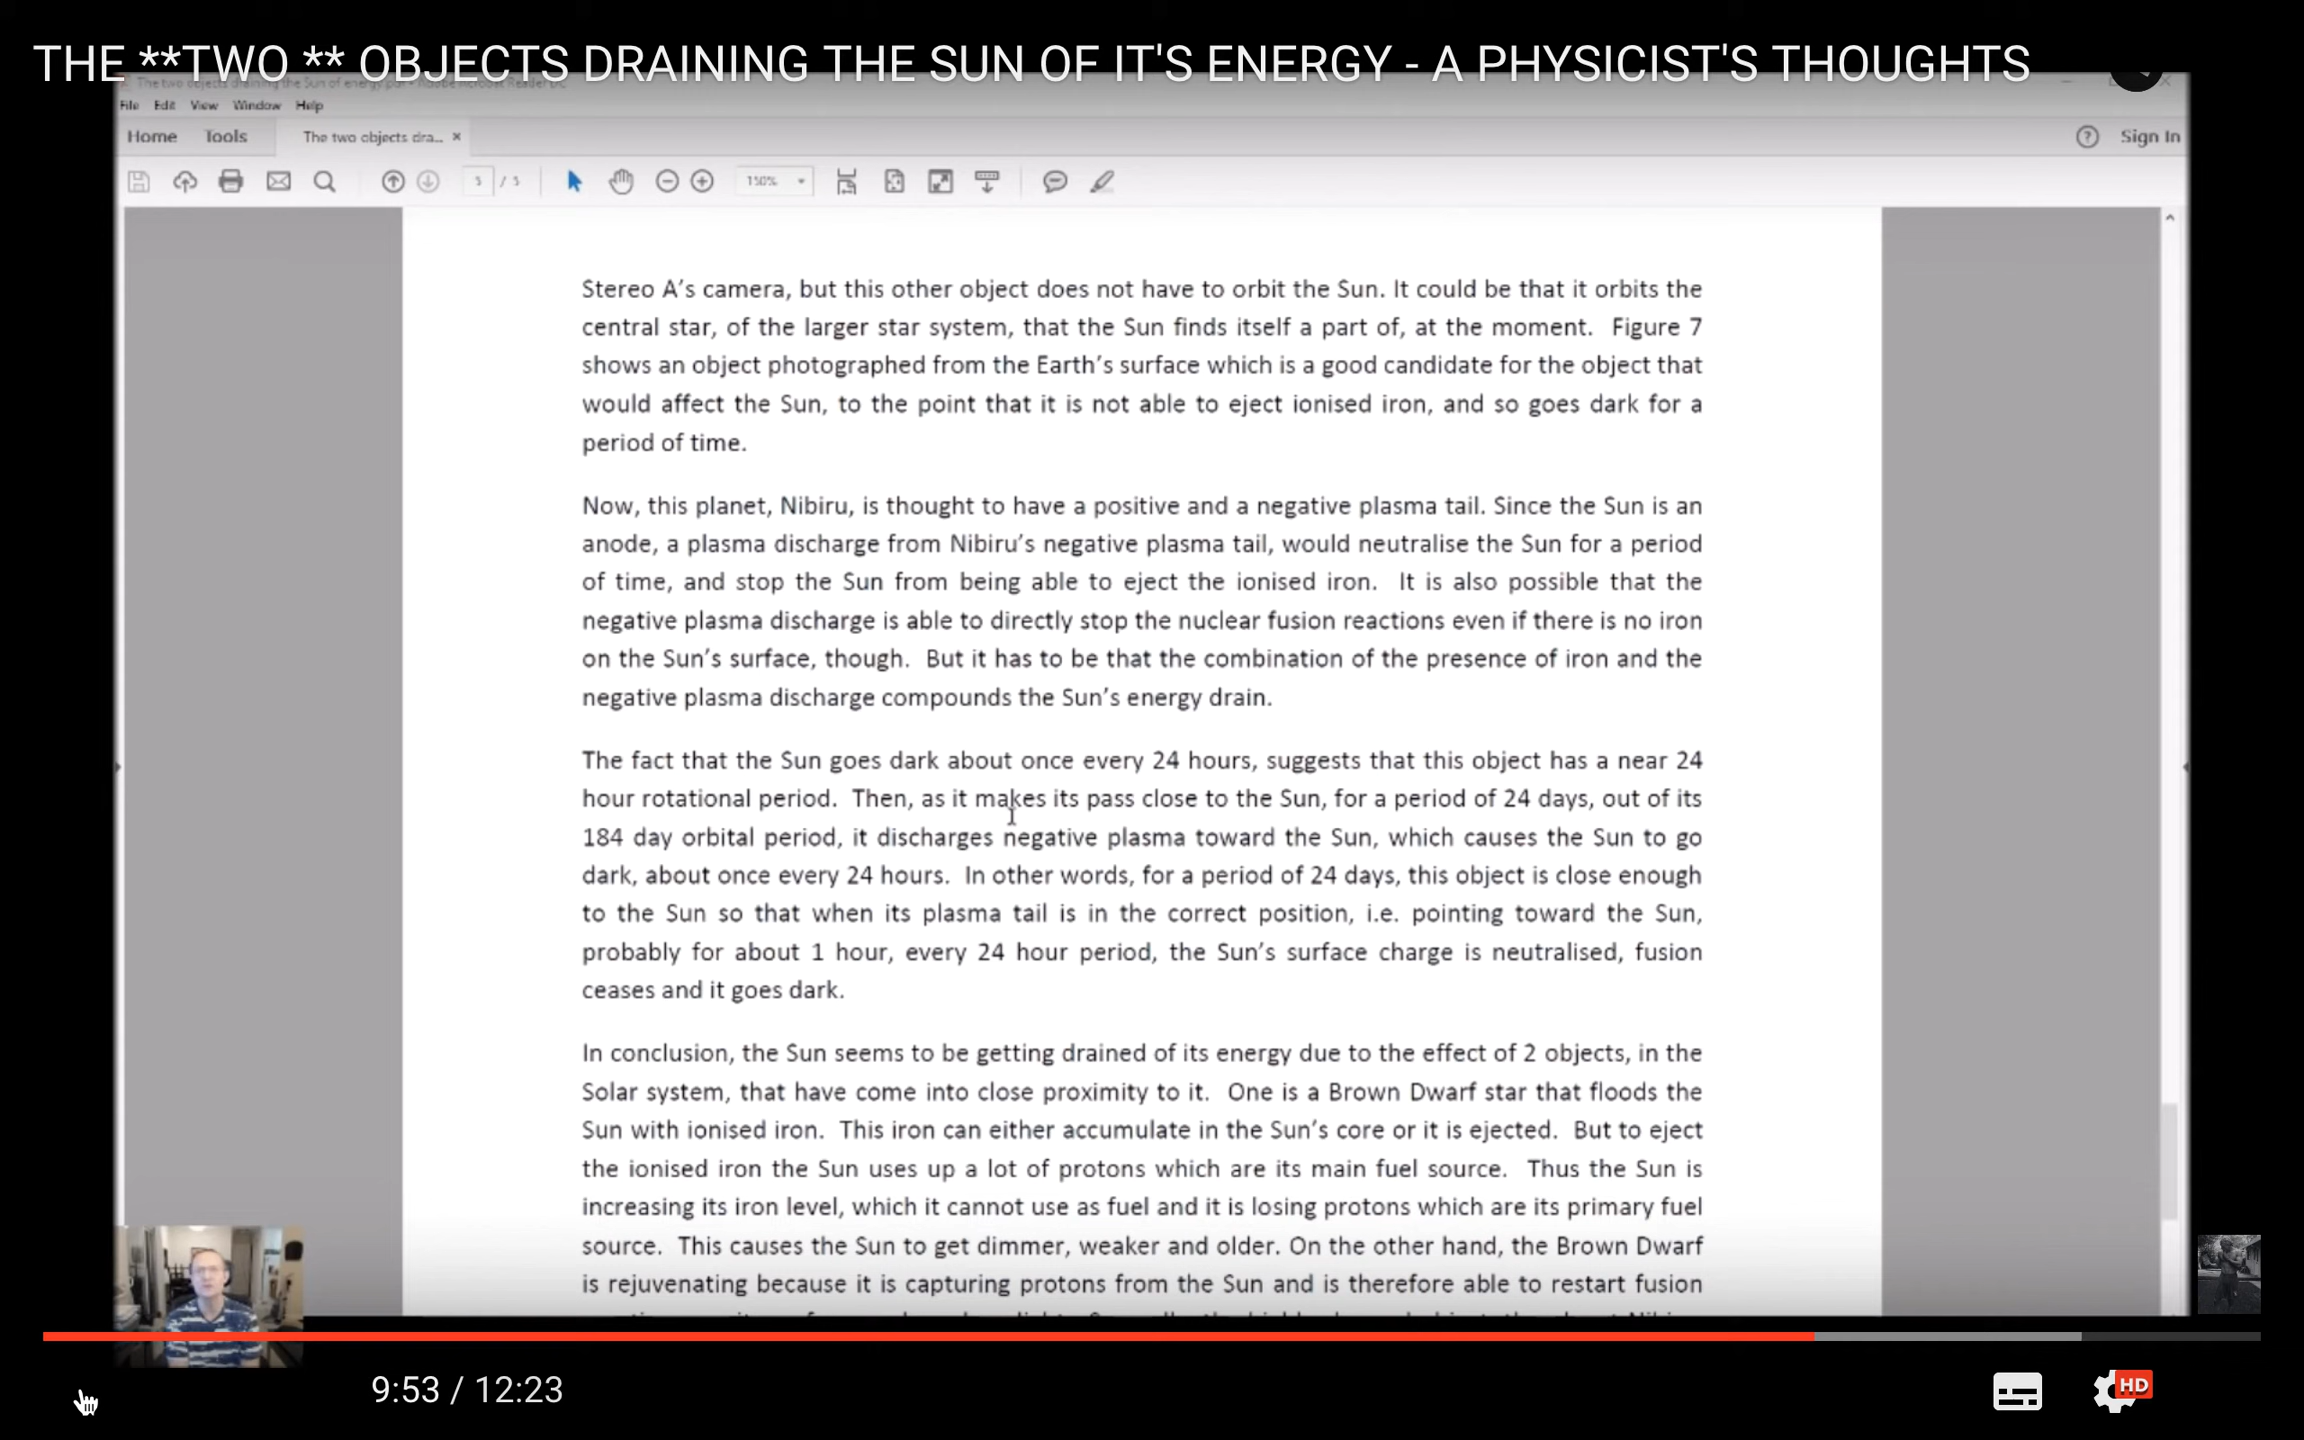 THE **TWO ** OBJECTS DRAINING THE SUN OF IT'S ENERGY - A PHYSICIST'S THOUGHTS
The two objects draining the Sun of energy.pdf - Adobe Acrobat Reader DC
File Edit View Window Help
Home Tools The two objects dra... × Sign In
5 / 5 150%
Stereo A's camera, but this other object does not have to orbit the Sun. It could be that it orbits the
central star, of the larger star system, that the Sun finds itself a part of, at the moment. Figure 7
shows an object photographed from the Earth's surface which is a good candidate for the object that
would affect the Sun, to the point that it is not able to eject ionised iron, and so goes dark for a
period of time.
Now, this planet, Nibiru, is thought to have a positive and a negative plasma tail. Since the Sun is an
anode, a plasma discharge from Nibiru's negative plasma tail, would neutralise the Sun for a period
of time, and stop the Sun from being able to eject the ionised iron. It is also possible that the
negative plasma discharge is able to directly stop the nuclear fusion reactions even if there is no iron
on the Sun's surface, though. But it has to be that the combination of the presence of iron and the
negative plasma discharge compounds the Sun's energy drain.
The fact that the Sun goes dark about once every 24 hours, suggests that this object has a near 24
hour rotational period. Then, as it makes its pass close to the Sun, for a period of 24 days, out of its
184 day orbital period, it discharges negative plasma toward the Sun, which causes the Sun to go
dark, about once every 24 hours. In other words, for a period of 24 days, this object is close enough
to the Sun so that when its plasma tail is in the correct position, i.e. pointing toward the Sun,
probably for about 1 hour, every 24 hour period, the Sun's surface charge is neutralised, fusion
ceases and it goes dark.
In conclusion, the Sun seems to be getting drained of its energy due to the effect of 2 objects, in the
Solar system, that have come into close proximity to it. One is a Brown Dwarf star that floods the
Sun with ionised iron. This iron can either accumulate in the Sun's core or it is ejected. But to eject
the ionised iron the Sun uses up a lot of protons which are its main fuel source. Thus the Sun is
increasing its iron level, which it cannot use as fuel and it is losing protons which are its primary fuel
source. This causes the Sun to get dimmer, weaker and older. On the other hand, the Brown Dwarf
is rejuvenating because it is capturing protons from the Sun and is therefore able to restart fusion
9:53 / 12:23
HD